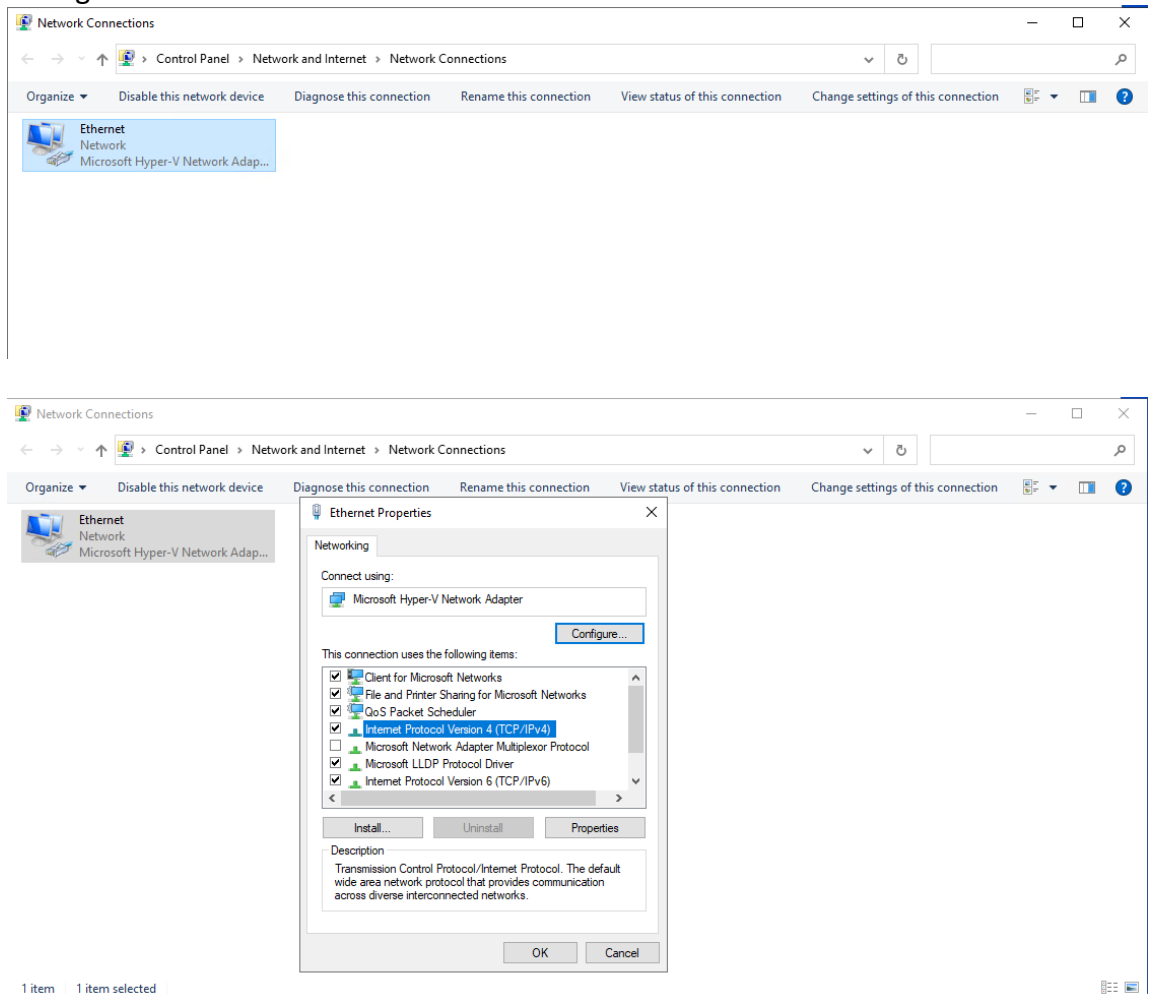 Network Connections
Control Panel > Network and Internet > Network Connections
Organize Disable this network device Diagnose this connection Rename this connection View status of this connection Change settings of this connection
Ethernet
Network
Microsoft Hyper-V Network Adap...
Network Connections
Control Panel > Network and Internet > Network Connections
Organize Disable this network device Diagnose this connection Rename this connection View status of this connection Change settings of this connection
Ethernet
Network
Microsoft Hyper-V Network Adap...
Ethernet Properties
Networking
Connect using:
Microsoft Hyper-V Network Adapter
Configure...
This connection uses the following items:
Client for Microsoft Networks
File and Printer Sharing for Microsoft Networks
QoS Packet Scheduler
Internet Protocol Version 4 (TCP/IPv4)
Microsoft Network Adapter Multiplexor Protocol
Microsoft LLDP Protocol Driver
Internet Protocol Version 6 (TCP/IPv6)
Install... Uninstall Properties
Description
Transmission Control Protocol/Internet Protocol. The default
wide area network protocol that provides communication
across diverse interconnected networks.
OK Cancel
1 item 1 item selected